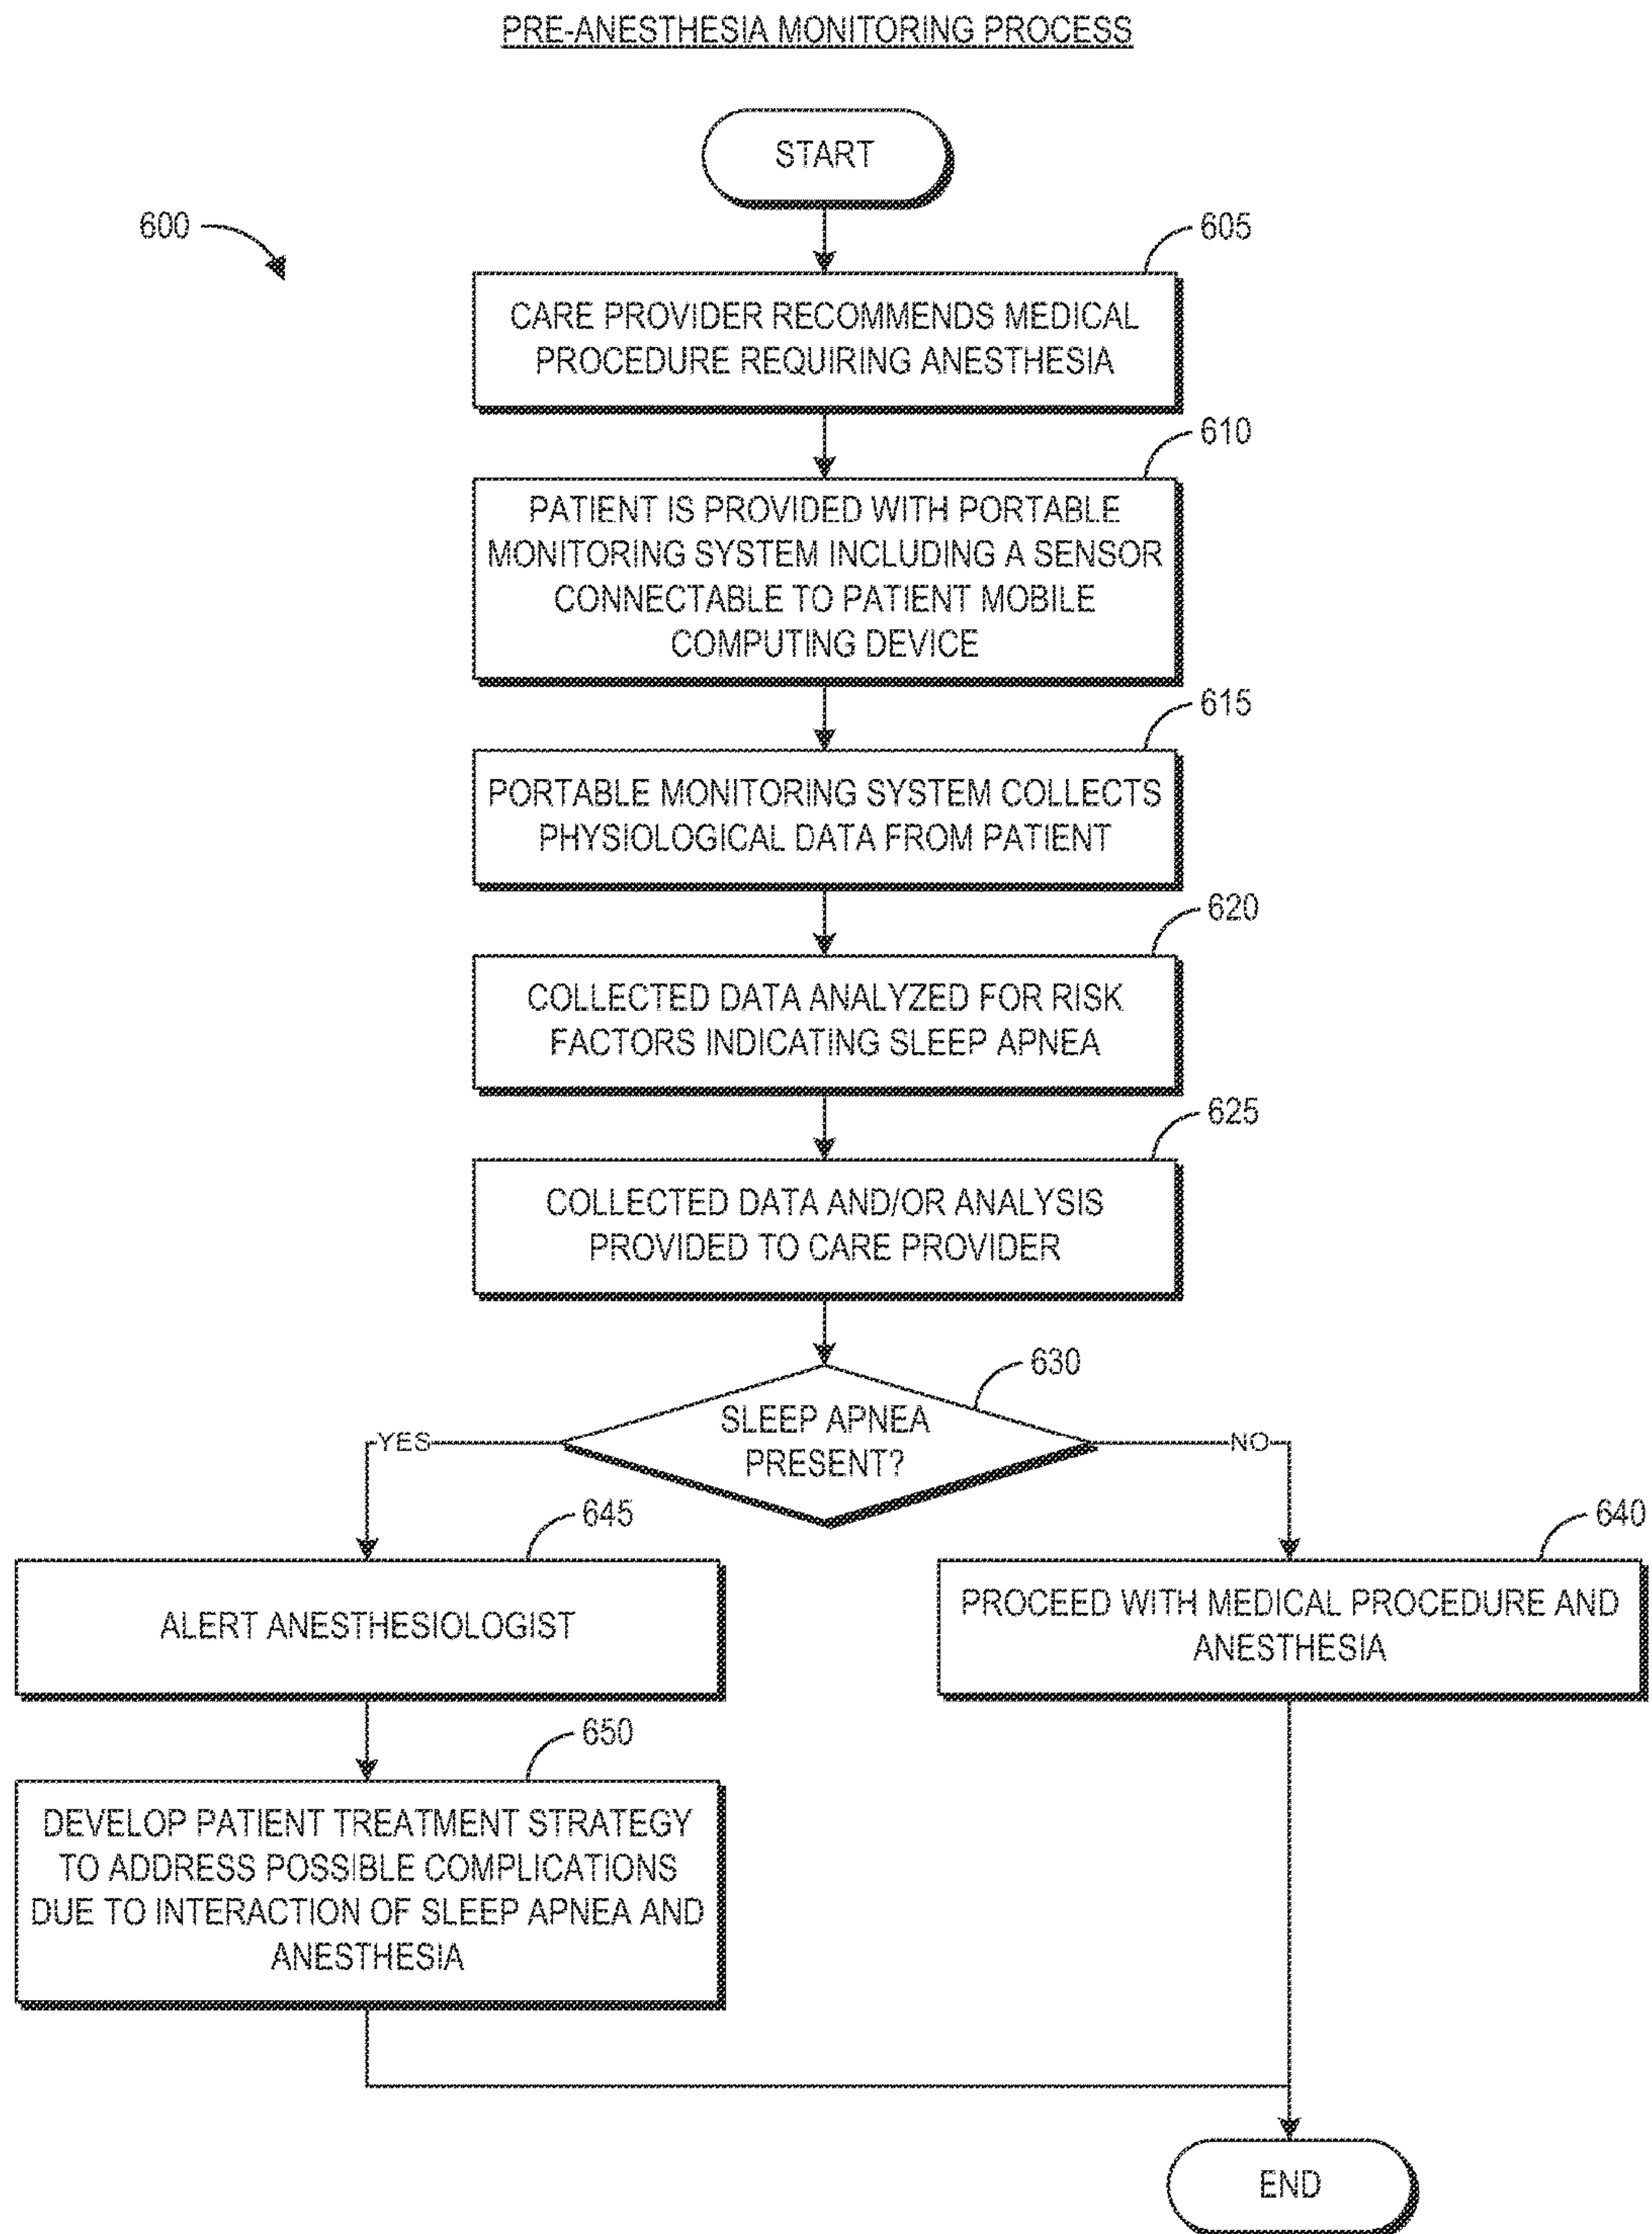 PRE-ANESTHESIA MONITORING PROCESS
START
600
605
CARE PROVIDER RECOMMENDS MEDICAL
PROCEDURE REQUIRING ANESTHESIA
610
PATIENT IS PROVIDED WITH PORTABLE
MONITORING SYSTEM INCLUDING A SENSOR
CONNECTABLE TO PATIENT MOBILE
COMPUTING DEVICE
615
PORTABLE MONITORING SYSTEM COLLECTS
PHYSIOLOGICAL DATA FROM PATIENT
620
COLLECTED DATA ANALYZED FOR RISK
FACTORS INDICATING SLEEP APNEA
625
COLLECTED DATA AND/OR ANALYSIS
PROVIDED TO CARE PROVIDER
630
SLEEP APNEA
PRESENT?
YES
NO
645
ALERT ANESTHESIOLOGIST
640
PROCEED WITH MEDICAL PROCEDURE AND
ANESTHESIA
650
DEVELOP PATIENT TREATMENT STRATEGY
TO ADDRESS POSSIBLE COMPLICATIONS
DUE TO INTERACTION OF SLEEP APNEA AND
ANESTHESIA
END